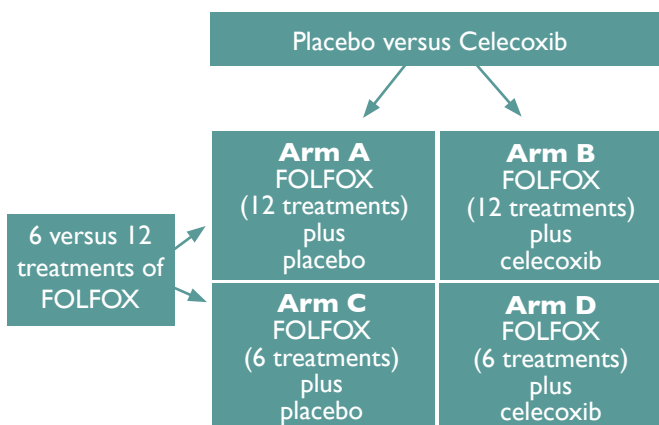 Placebo versus Celecoxib
Arm A
FOLFOX
(12 treatments)
plus
placebo
Arm B
FOLFOX
(12 treatments)
plus
celecoxib
6 versus 12
treatments of
FOLFOX
Arm C
FOLFOX
(6 treatments)
plus
placebo
Arm D
FOLFOX
(6 treatments)
plus
celecoxib